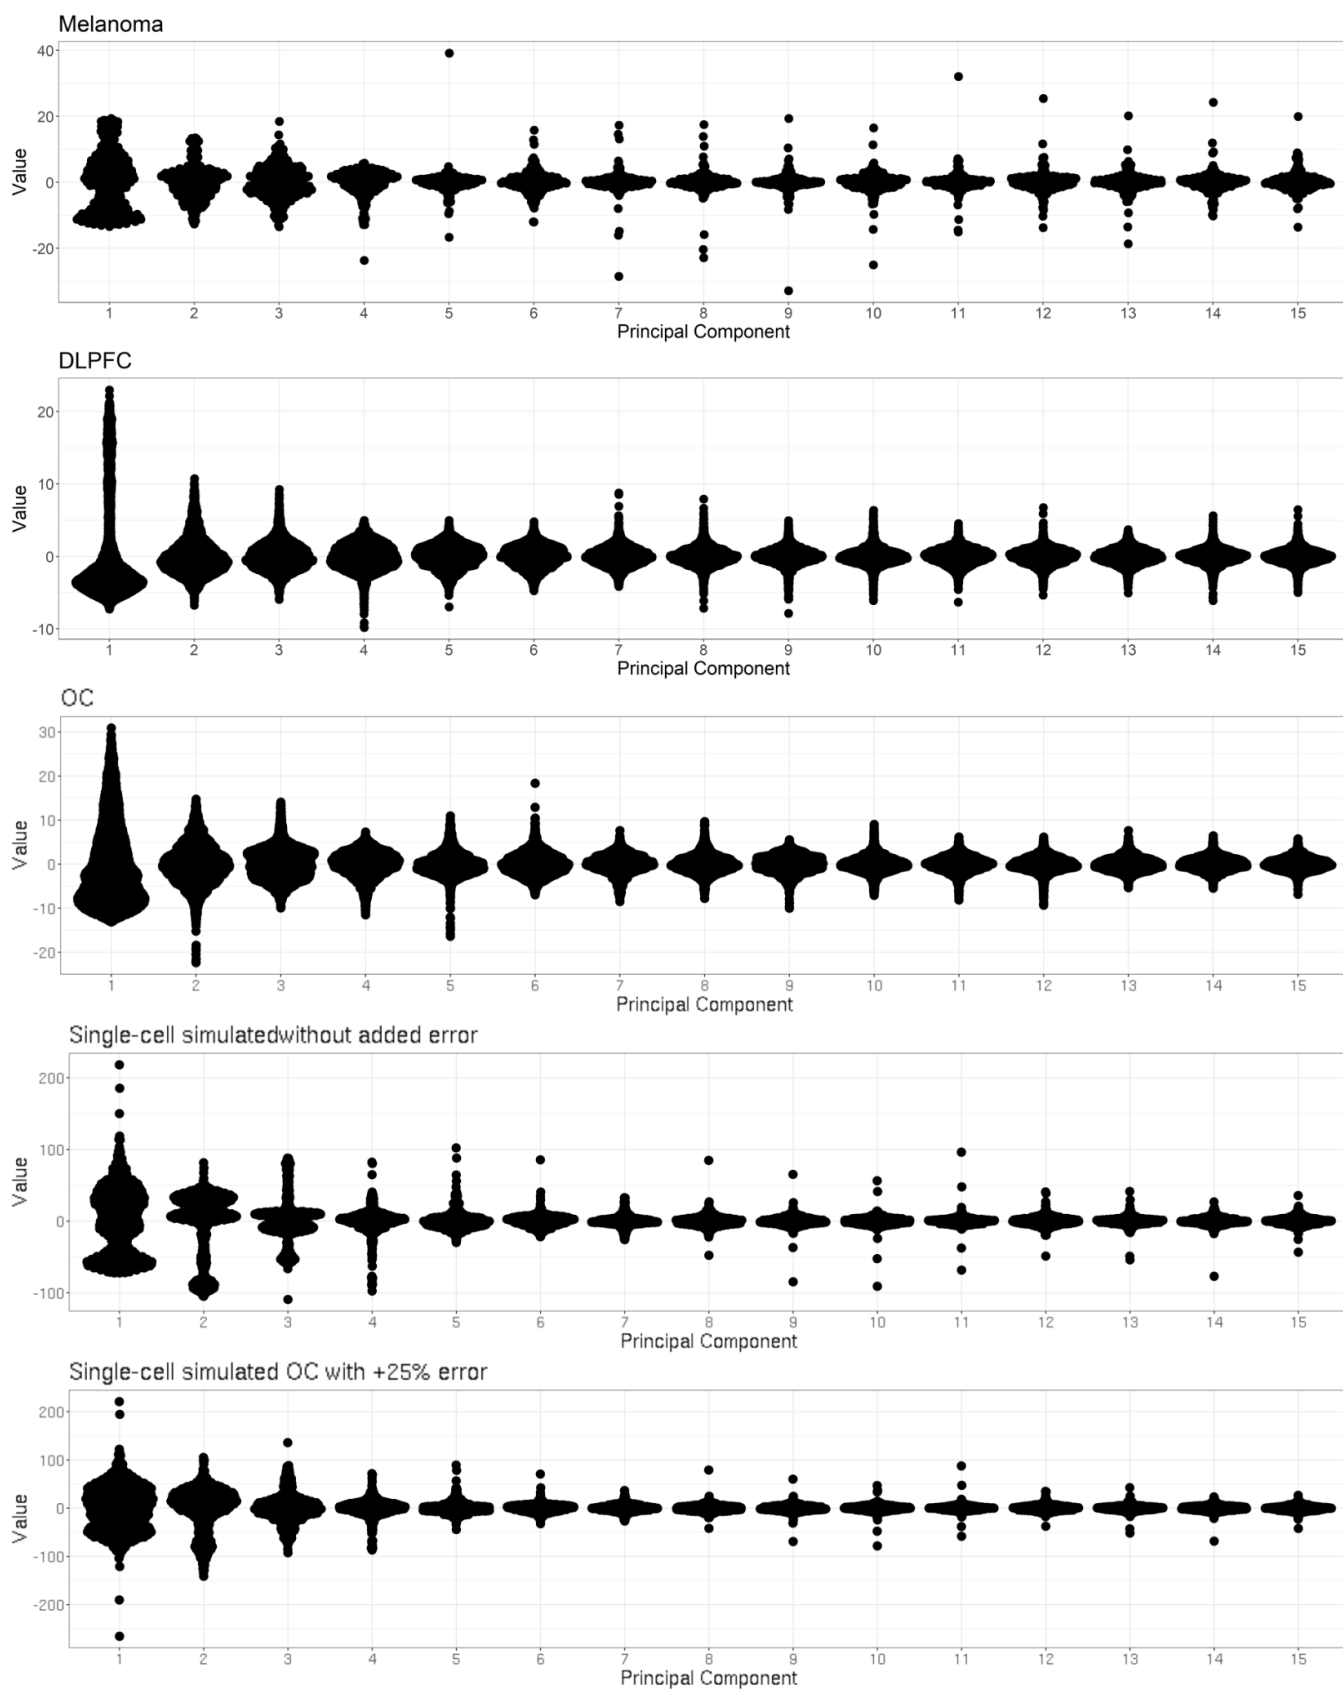 Melanoma
40
20
0
-20
Value
1 2 3 4 5 6 7 8 9 10 11 12 13 14 15
Principal Component
DLPFC
20
10
0
-10
Value
1 2 3 4 5 6 7 8 9 10 11 12 13 14 15
Principal Component
OC
30
20
10
0
-10
-20
Value
1 2 3 4 5 6 7 8 9 10 11 12 13 14 15
Principal Component
Single-cell simulatedwithout added error
200
100
0
-100
Value
1 2 3 4 5 6 7 8 9 10 11 12 13 14 15
Principal Component
Single-cell simulated OC with +25% error
200
100
0
-100
-200
Value
1 2 3 4 5 6 7 8 9 10 11 12 13 14 15
Principal Component